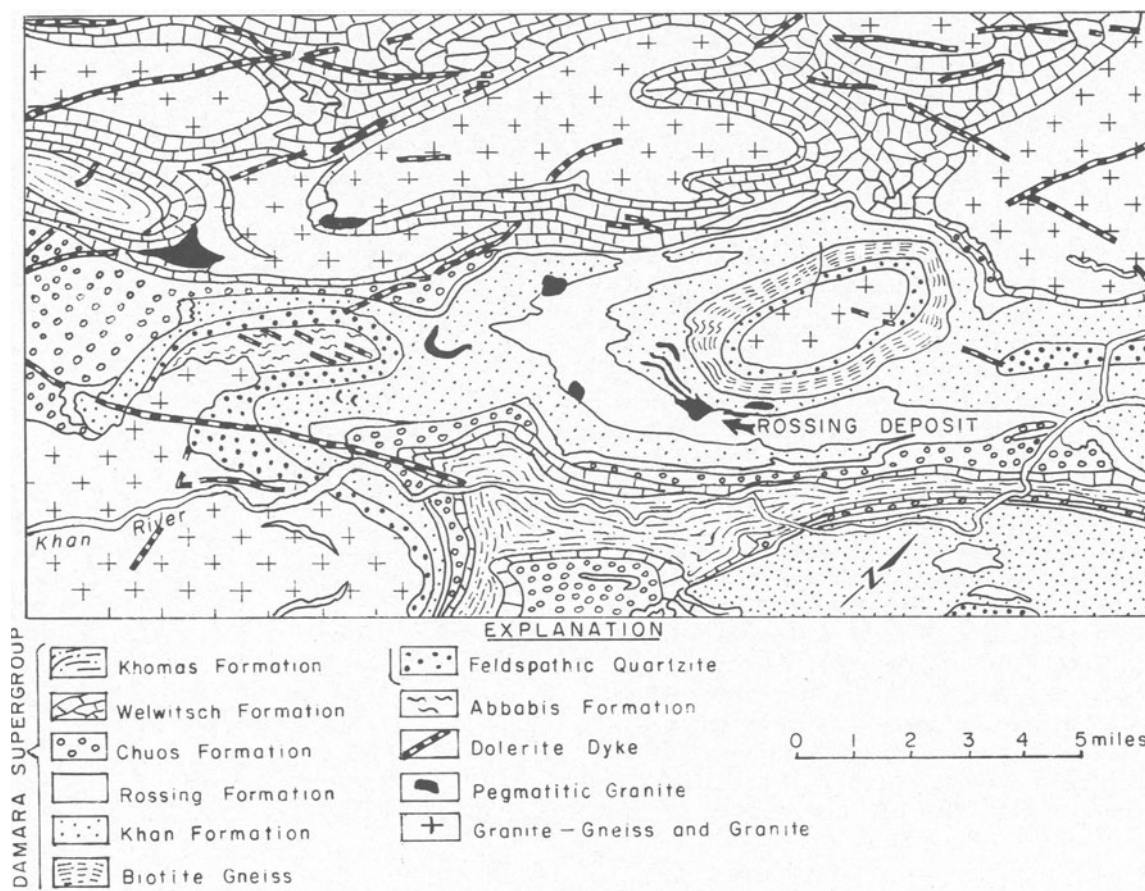 ROSSING DEPOSIT
Khan River
N
EXPLANATION
DAMARA SUPERGROUP
Khomas Formation
Welwitsch Formation
Chuos Formation
Rossing Formation
Khan Formation
Biotite Gneiss
Feldspathic Quartzite
Abbabis Formation
Dolerite Dyke
Pegmatitic Granite
Granite-Gneiss and Granite
0 1 2 3 4 5 miles